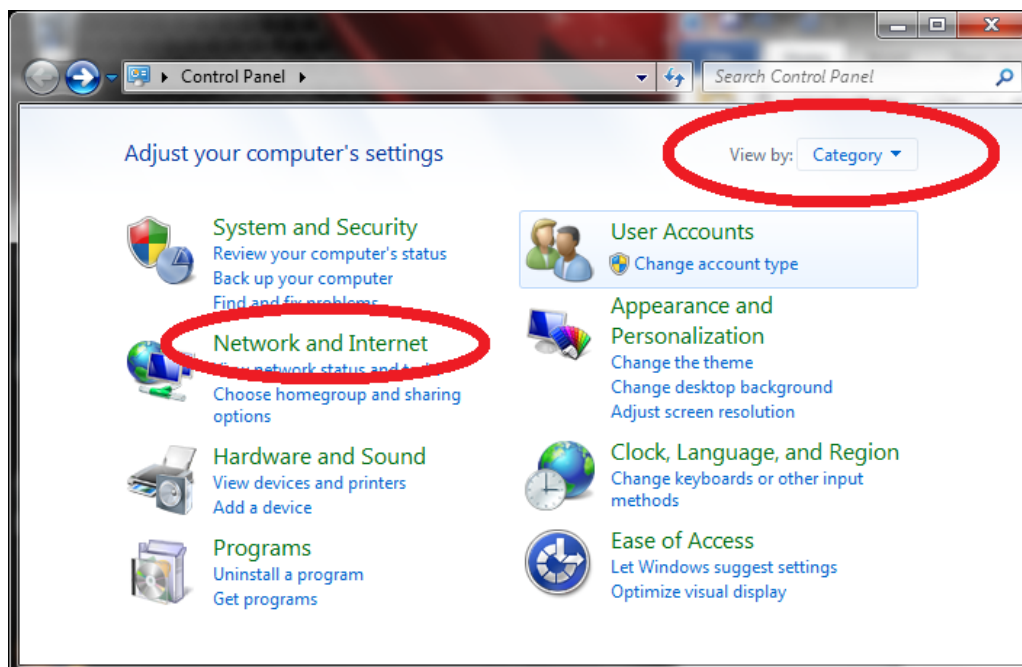 Control Panel
Search Control Panel
Adjust your computer's settings
View by: Category
System and Security
Review your computer's status
Back up your computer
Find and fix problems
Network and Internet
View network status and
Choose homegroup and sharing
options
Hardware and Sound
View devices and printers
Add a device
Programs
Uninstall a program
Get programs
User Accounts
Change account type
Appearance and
Personalization
Change the theme
Change desktop background
Adjust screen resolution
Clock, Language, and Region
Change keyboards or other input
methods
Ease of Access
Let Windows suggest settings
Optimize visual display